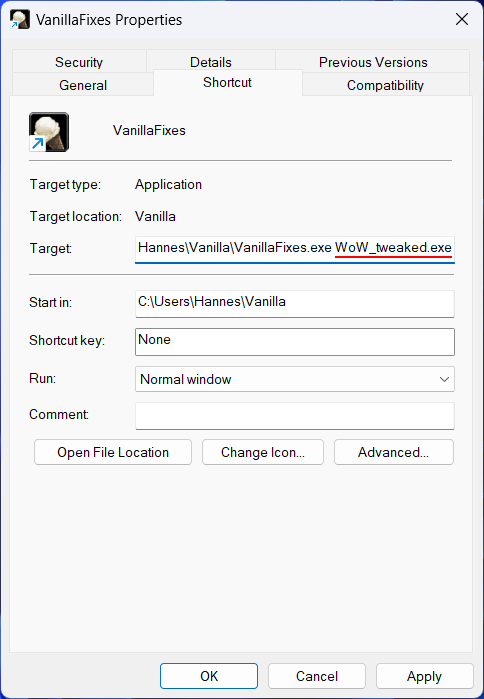 VanillaFixes Properties
Security Details Previous Versions
General Shortcut Compatibility
VanillaFixes
Target type: Application
Target location: Vanilla
Target: Hannes\Vanilla\VanillaFixes.exe WoW_tweaked.exe
Start in: C:\Users\Hannes\Vanilla
Shortcut key: None
Run: Normal window
Comment:
Open File Location Change Icon... Advanced...
OK Cancel Apply